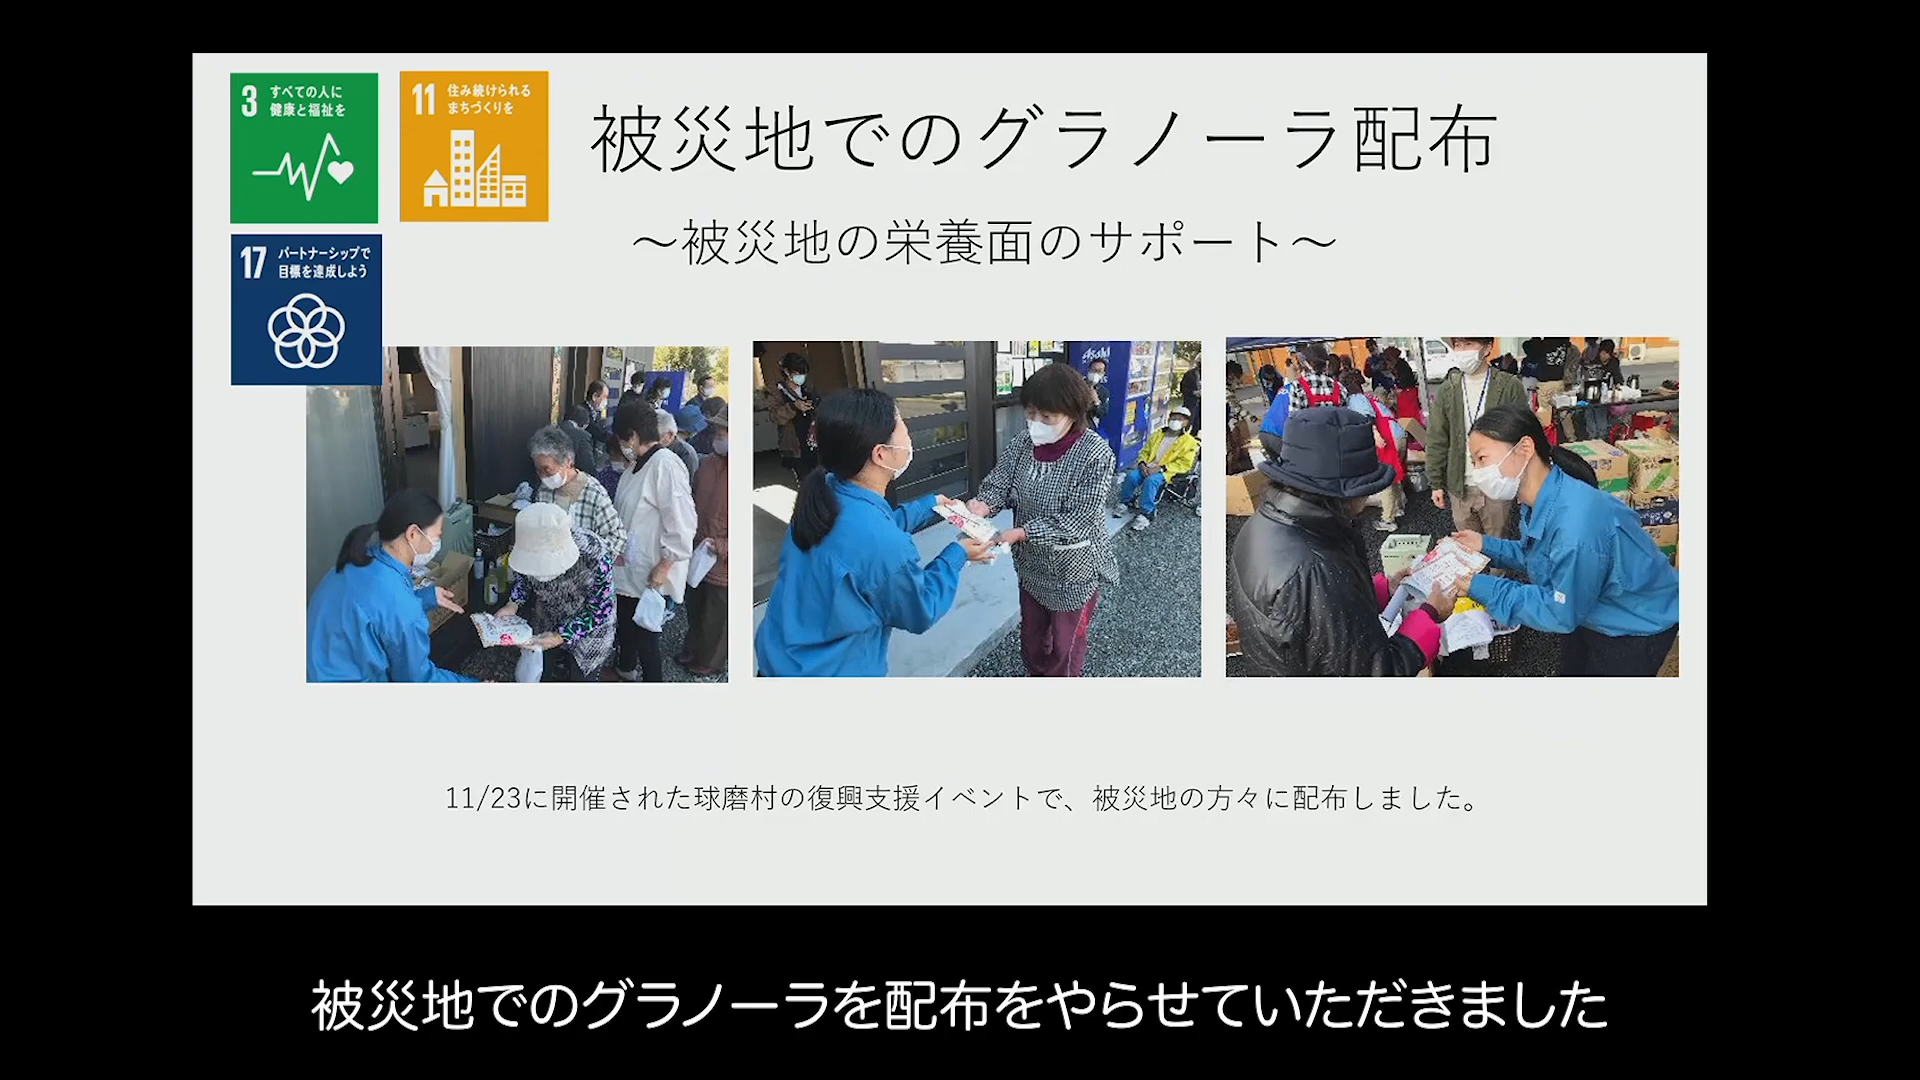 3 すべての人に
健康と福祉を
11 住み続けられる
まちづくりを
17 パートナーシップで
目標を達成しよう
被災地でのグラノーラ配布
～被災地の栄養面のサポート～
Asahi
11/23に開催された球磨村の復興支援イベントで、被災地の方々に配布しました。
被災地でのグラノーラを配布をやらせていただきました